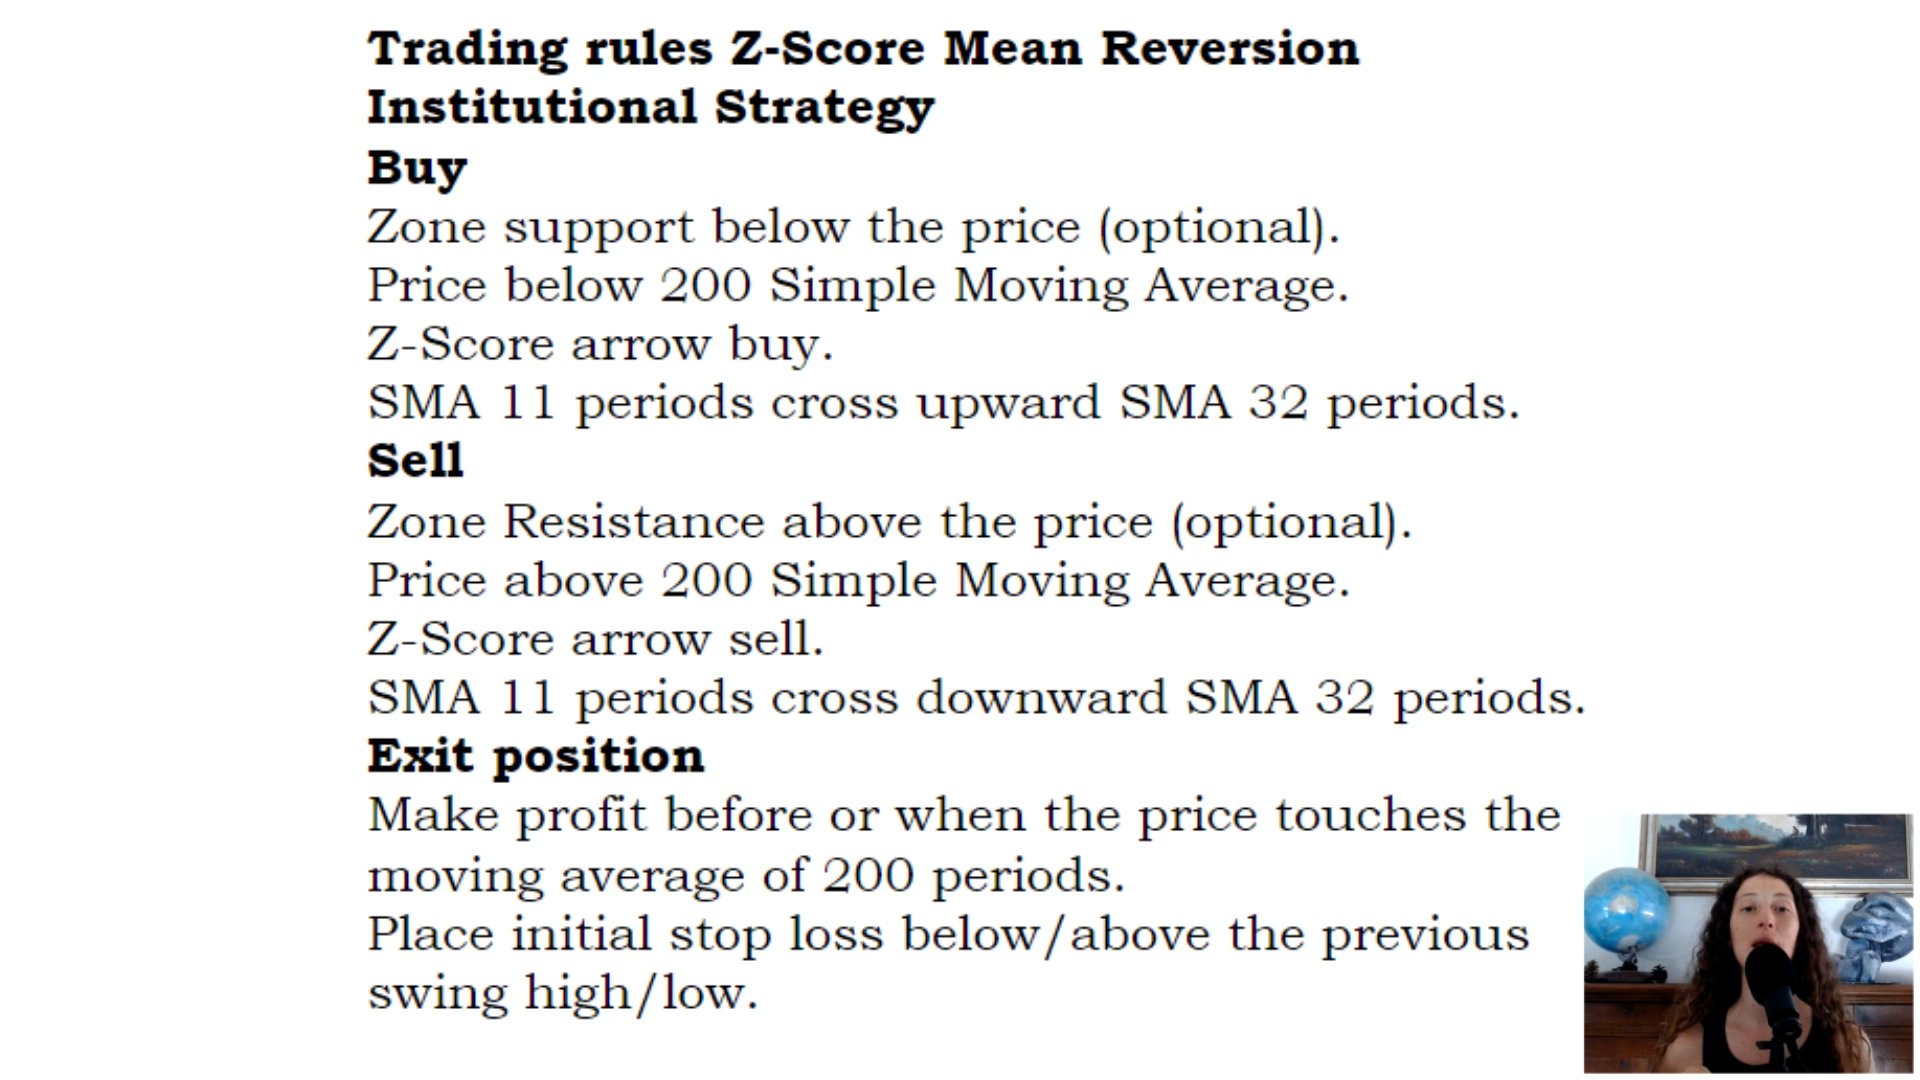 Trading rules Z-Score Mean Reversion
Institutional Strategy
Buy
Zone support below the price (optional).
Price below 200 Simple Moving Average.
Z-Score arrow buy.
SMA 11 periods cross upward SMA 32 periods.
Sell
Zone Resistance above the price (optional).
Price above 200 Simple Moving Average.
Z-Score arrow sell.
SMA 11 periods cross downward SMA 32 periods.
Exit position
Make profit before or when the price touches the
moving average of 200 periods.
Place initial stop loss below/above the previous
swing high/low.